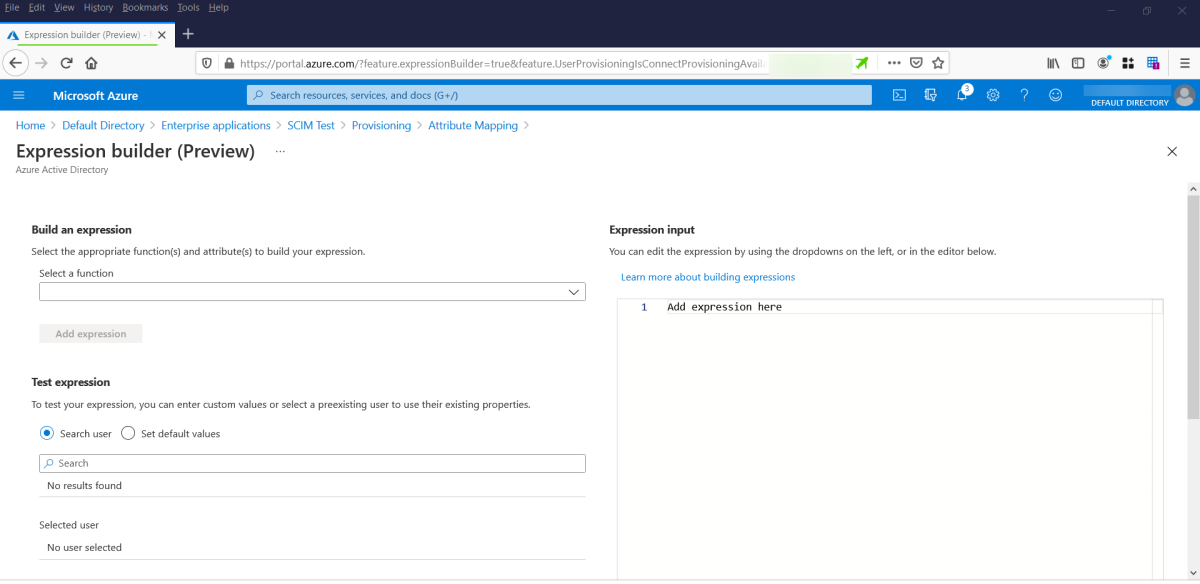 File Edit View History Bookmarks Tools Help
Expression builder (Preview) -
https://portal.azure.com/?feature.expressionBuilder=true&feature.UserProvisioningIsConnectProvisioningAvail
Microsoft Azure
Search resources, services, and docs (G+/)
3
DEFAULT DIRECTORY
Home > Default Directory > Enterprise applications > SCIM Test > Provisioning > Attribute Mapping >
Expression builder (Preview) ...
Azure Active Directory
Build an expression
Select the appropriate function(s) and attribute(s) to build your expression.
Select a function
Add expression
Test expression
To test your expression, you can enter custom values or select a preexisting user to use their existing properties.
Search user Set default values
Search
No results found
Selected user
No user selected
Expression input
You can edit the expression by using the dropdowns on the left, or in the editor below.
Learn more about building expressions
1 Add expression here